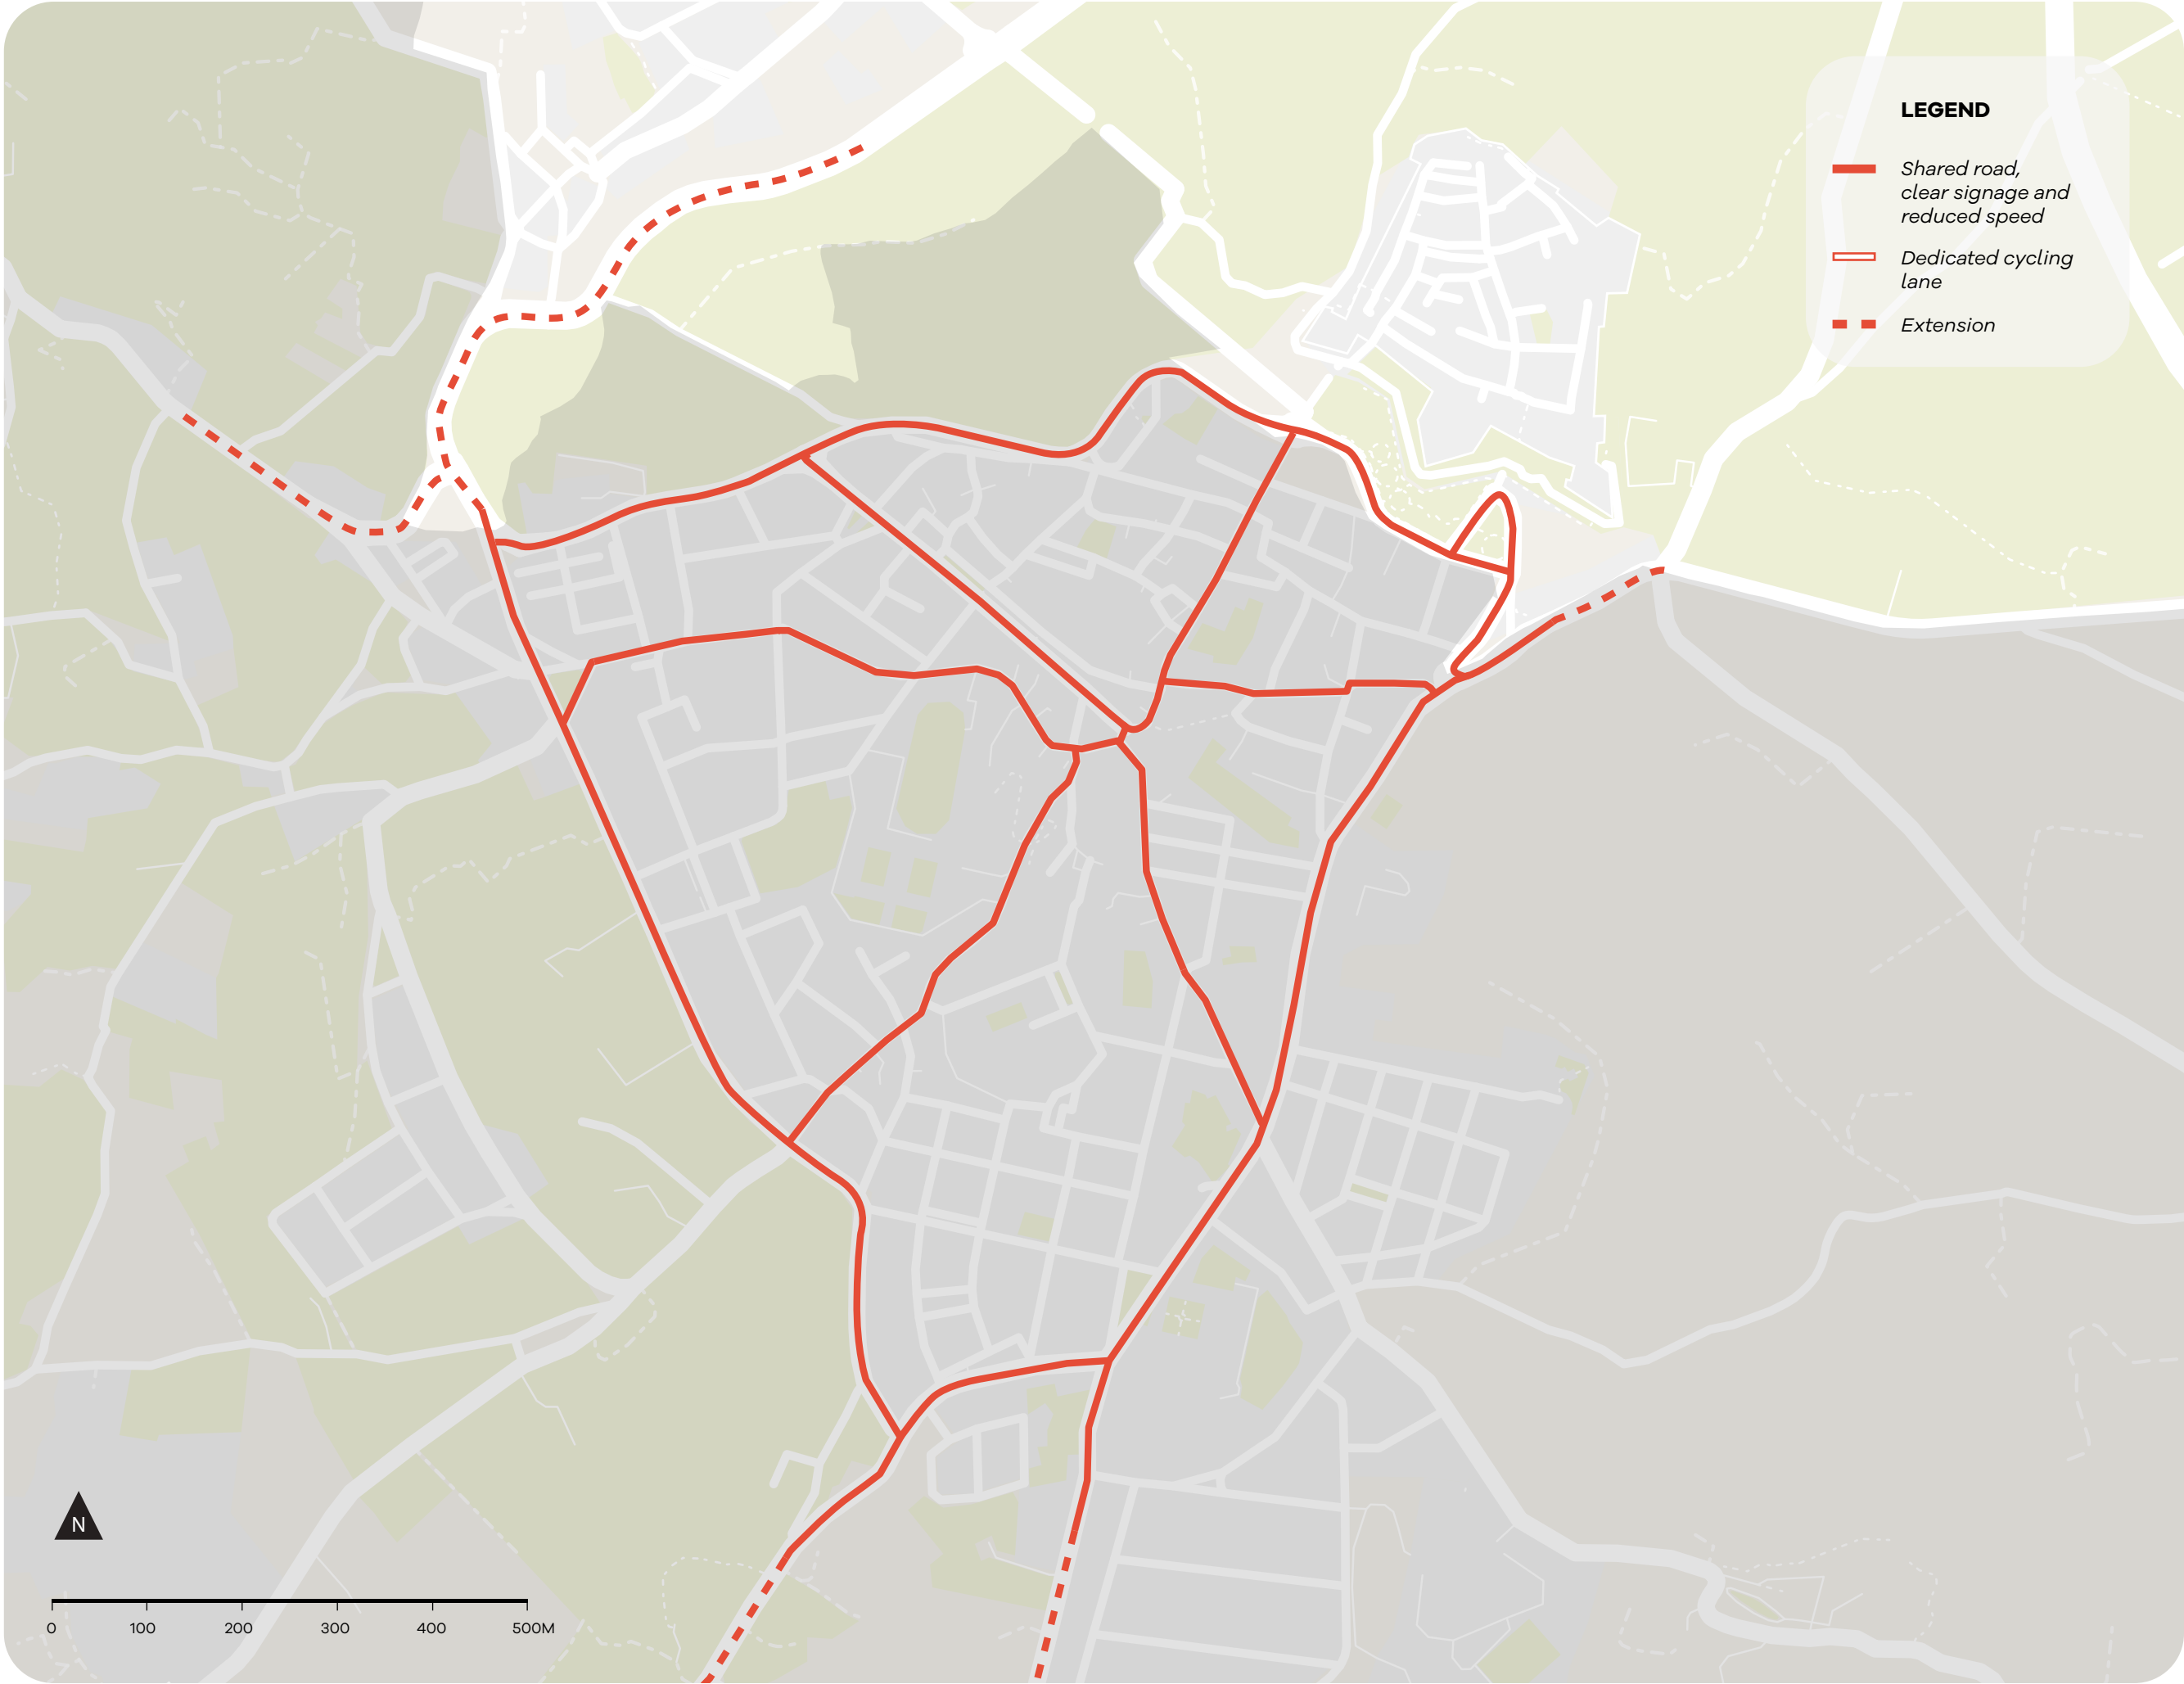 LEGEND
Shared road,
clear signage and
reduced speed
Dedicated cycling
lane
Extension
N
0 100 200 300 400 500M